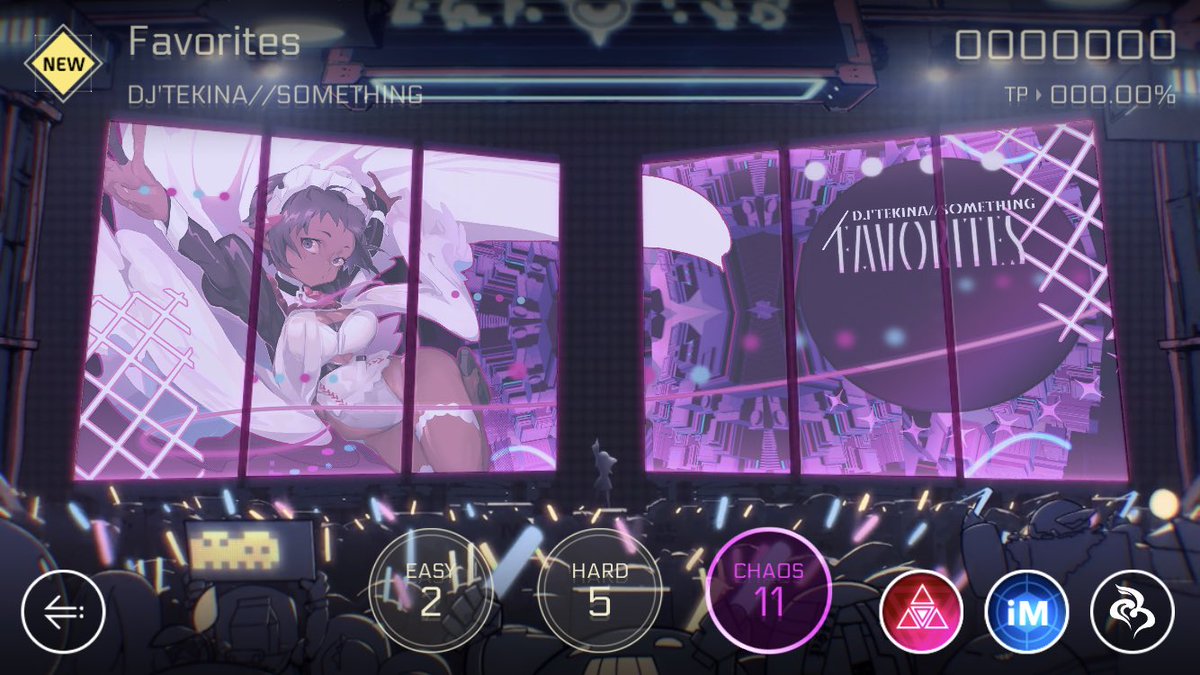 NEW
Favorites
DJ'TEKINA//SOMETHING
0000000
TP 000.00%
DJ'TEKINA//SOMETHING
FAVORITES
EASY
2
HARD
5
CHAOS
11
iM